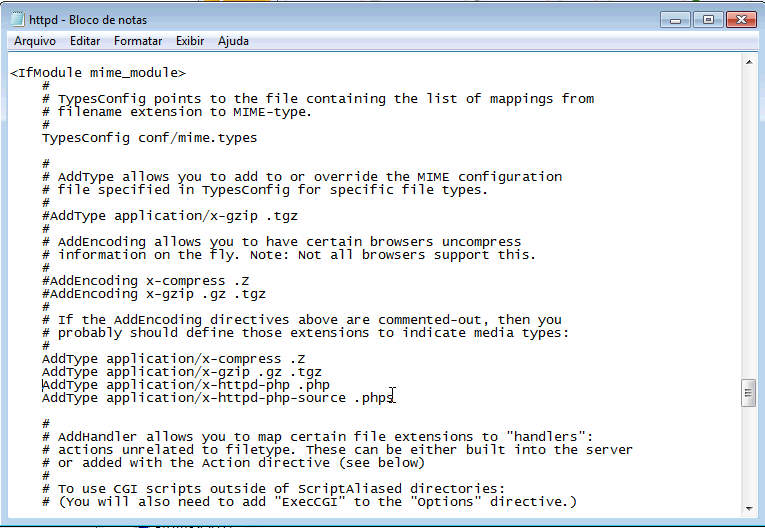 httpd - Bloco de notas
Arquivo Editar Formatar Exibir Ajuda
<IfModule mime_module>
    #
    # TypesConfig points to the file containing the list of mappings from
    # filename extension to MIME-type.
    #
    TypesConfig conf/mime.types

    #
    # AddType allows you to add to or override the MIME configuration
    # file specified in TypesConfig for specific file types.
    #
    #AddType application/x-gzip .tgz
    #
    # AddEncoding allows you to have certain browsers uncompress
    # information on the fly. Note: Not all browsers support this.
    #
    #AddEncoding x-compress .Z
    #AddEncoding x-gzip .gz .tgz
    #
    # If the AddEncoding directives above are commented-out, then you
    # probably should define those extensions to indicate media types:
    #
    AddType application/x-compress .Z
    AddType application/x-gzip .gz .tgz
    AddType application/x-httpd-php .php
    AddType application/x-httpd-php-source .phps

    #
    # AddHandler allows you to map certain file extensions to "handlers":
    # actions unrelated to filetype. These can be either built into the server
    # or added with the Action directive (see below)
    #
    # To use CGI scripts outside of ScriptAliased directories:
    # (You will also need to add "ExecCGI" to the "Options" directive.)